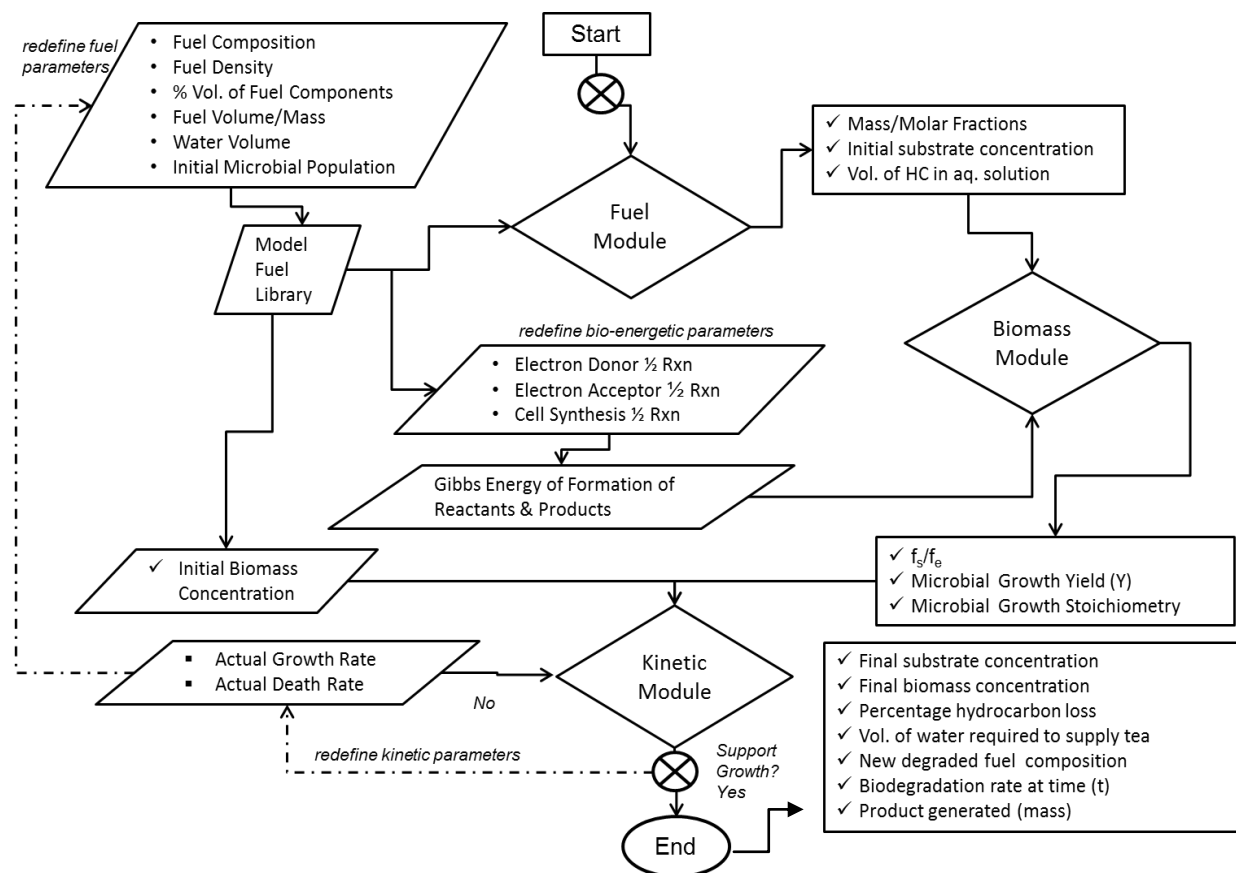 Start
redefine fuel
parameters
• Fuel Composition
• Fuel Density
• % Vol. of Fuel Components
• Fuel Volume/Mass
• Water Volume
• Initial Microbial Population
✓ Mass/Molar Fractions
✓ Initial substrate concentration
✓ Vol. of HC in aq. solution
Fuel
Module
Model
Fuel
Library
Biomass
Module
redefine bio-energetic parameters
• Electron Donor ½ Rxn
• Electron Acceptor ½ Rxn
• Cell Synthesis ½ Rxn
Gibbs Energy of Formation of
Reactants & Products
✓ Initial Biomass
Concentration
✓ fs/fe
✓ Microbial Growth Yield (Y)
✓ Microbial Growth Stoichiometry
▪ Actual Growth Rate
▪ Actual Death Rate
No
Kinetic
Module
redefine kinetic parameters
Support
Growth?
Yes
End
✓ Final substrate concentration
✓ Final biomass concentration
✓ Percentage hydrocarbon loss
✓ Vol. of water required to supply tea
✓ New degraded fuel composition
✓ Biodegradation rate at time (t)
✓ Product generated (mass)